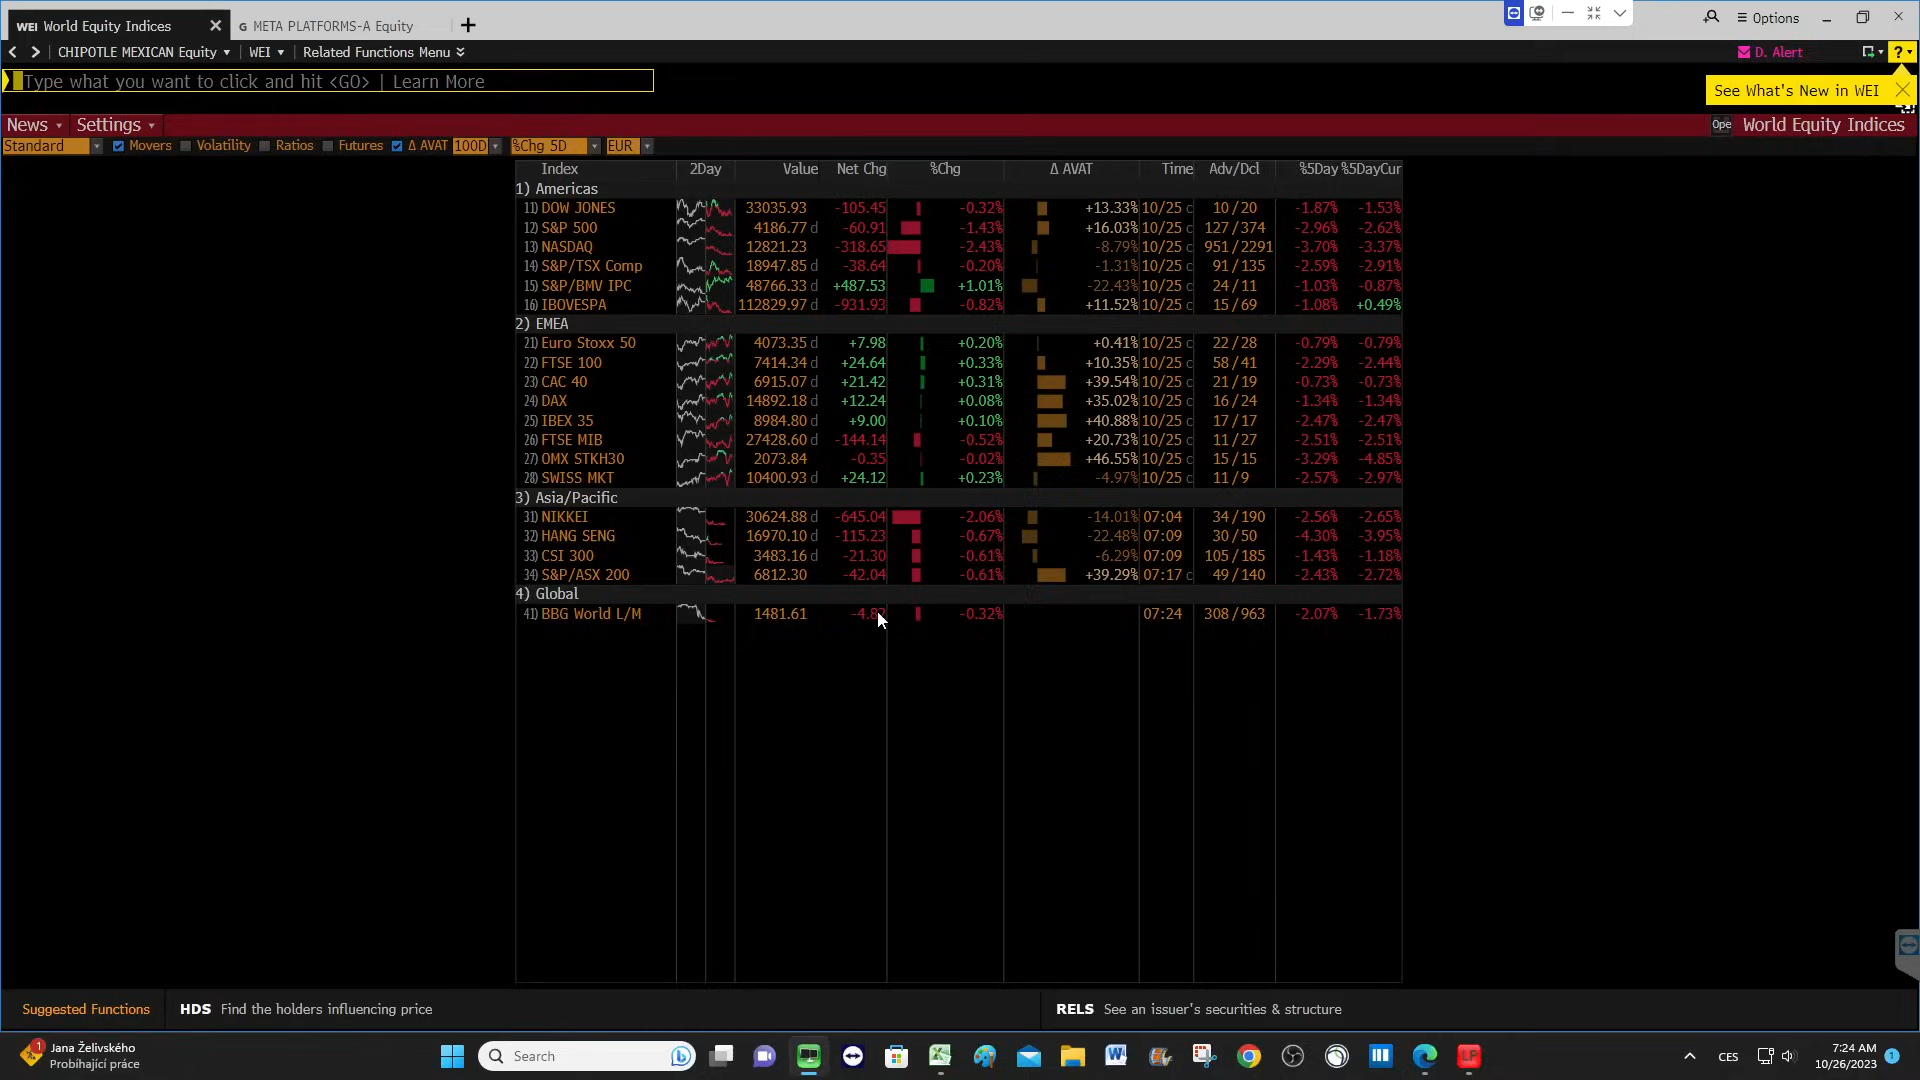 WEI World Equity Indices
G META PLATFORMS-A Equity
Options
CHIPOTLE MEXICAN Equity WEI Related Functions Menu
D. Alert
?
Type what you want to click and hit <GO> | Learn More
See What's New in WEI
News Settings
Ope World Equity Indices
Standard Movers Volatility Ratios Futures Δ AVAT 100D %Chg 5D EUR
Index 2Day Value Net Chg %Chg Δ AVAT Time Adv/Dcl %5Day %5DayCur
1) Americas
11) DOW JONES 33035.93 -105.45 -0.32% +13.33% 10/25 c 10/20 -1.87% -1.53%
12) S&P 500 4186.77 d -60.91 -1.43% +16.03% 10/25 c 127/374 -2.96% -2.62%
13) NASDAQ 12821.23 -318.65 -2.43% -8.79% 10/25 c 951/2291 -3.70% -3.37%
14) S&P/TSX Comp 18947.85 d -38.64 -0.20% -1.31% 10/25 c 91/135 -2.59% -2.91%
15) S&P/BMV IPC 48766.33 d +487.53 +1.01% -22.43% 10/25 c 24/11 -1.03% -0.87%
16) IBOVESPA 112829.97 d -931.93 -0.82% +11.52% 10/25 c 15/69 -1.08% +0.49%
2) EMEA
21) Euro Stoxx 50 4073.35 d +7.98 +0.20% +0.41% 10/25 c 22/28 -0.79% -0.79%
22) FTSE 100 7414.34 d +24.64 +0.33% +10.35% 10/25 c 58/41 -2.29% -2.44%
23) CAC 40 6915.07 d +21.42 +0.31% +39.54% 10/25 c 21/19 -0.73% -0.73%
24) DAX 14892.18 d +12.24 +0.08% +35.02% 10/25 c 16/24 -1.34% -1.34%
25) IBEX 35 8984.80 d +9.00 +0.10% +40.88% 10/25 c 17/17 -2.47% -2.47%
26) FTSE MIB 27428.60 d -144.14 -0.52% +20.73% 10/25 c 11/27 -2.51% -2.51%
27) OMX STKH30 2073.84 -0.35 -0.02% +46.55% 10/25 c 15/15 -3.29% -4.85%
28) SWISS MKT 10400.93 d +24.12 +0.23% -4.97% 10/25 c 11/9 -2.57% -2.97%
3) Asia/Pacific
31) NIKKEI 30624.88 d -645.04 -2.06% -14.01% 07:04 34/190 -2.56% -2.65%
32) HANG SENG 16970.10 d -115.23 -0.67% -22.48% 07:09 30/50 -4.30% -3.95%
33) CSI 300 3483.16 d -21.30 -0.61% -6.29% 07:09 105/185 -1.43% -1.18%
34) S&P/ASX 200 6812.30 -42.04 -0.61% +39.29% 07:17 c 49/140 -2.43% -2.72%
4) Global
41) BBG World L/M 1481.61 -0.32% 07:24 308/963 -2.07% -1.73%
Suggested Functions HDS Find the holders influencing price RELS See an issuer's securities & structure
1 Jana Želivského
Probíhající práce
Search
CES
7:24 AM
10/26/2023
1